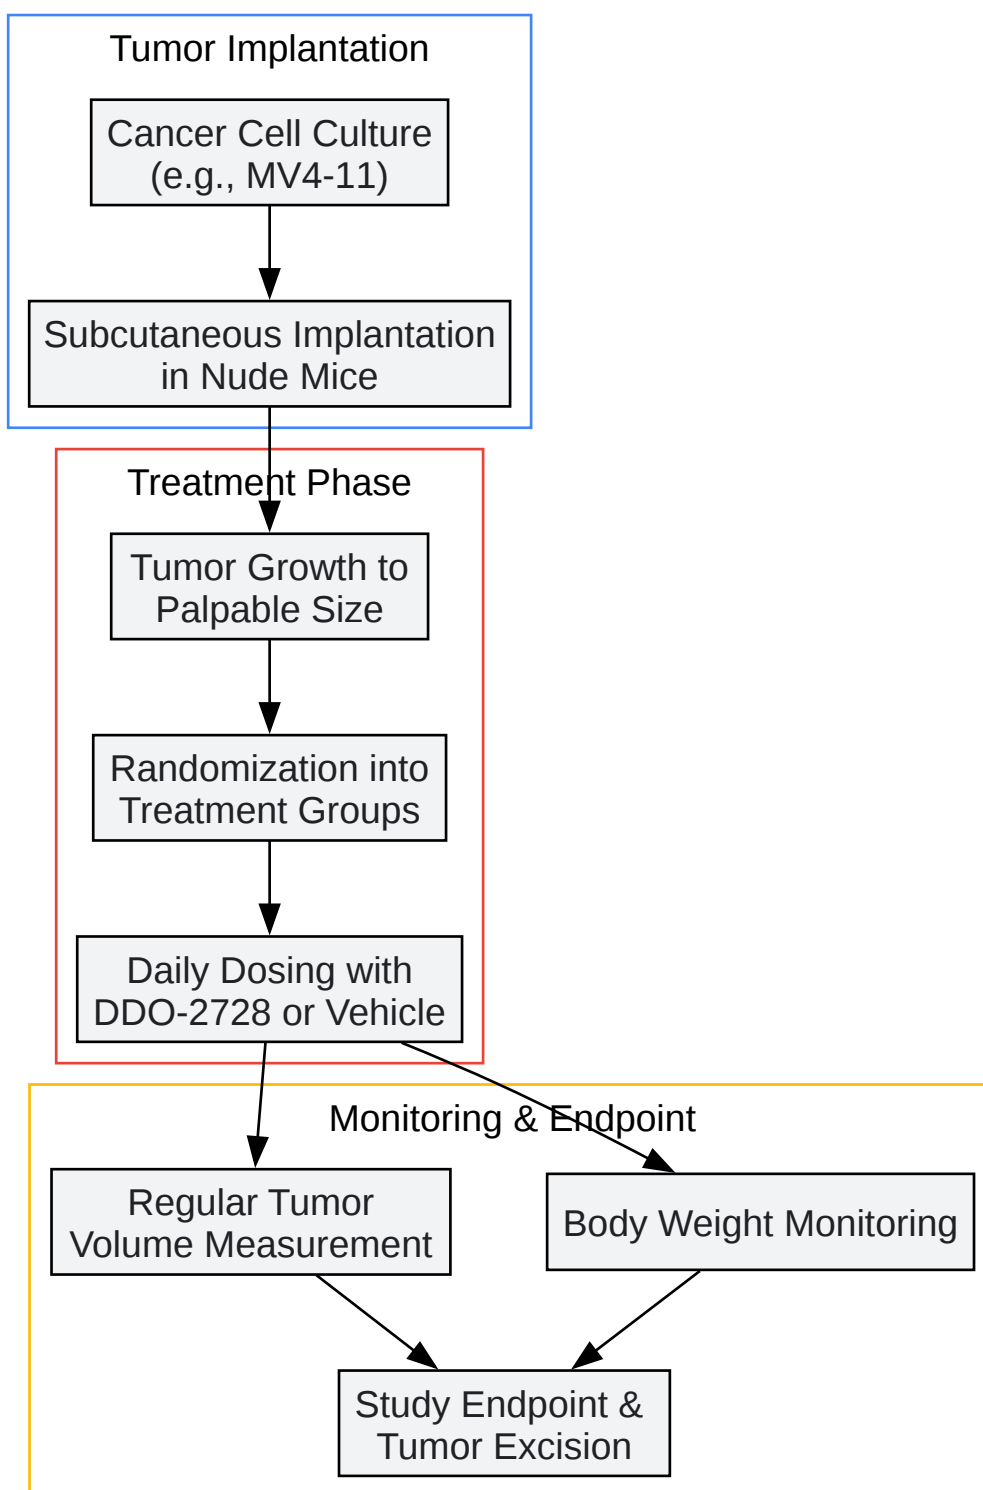 Tumor Implantation
Cancer Cell Culture
(e.g., MV4-11)
Subcutaneous Implantation
in Nude Mice
Treatment Phase
Tumor Growth to
Palpable Size
Randomization into
Treatment Groups
Daily Dosing with
DDO-2728 or Vehicle
Monitoring & Endpoint
Regular Tumor
Volume Measurement
Body Weight Monitoring
Study Endpoint &
Tumor Excision